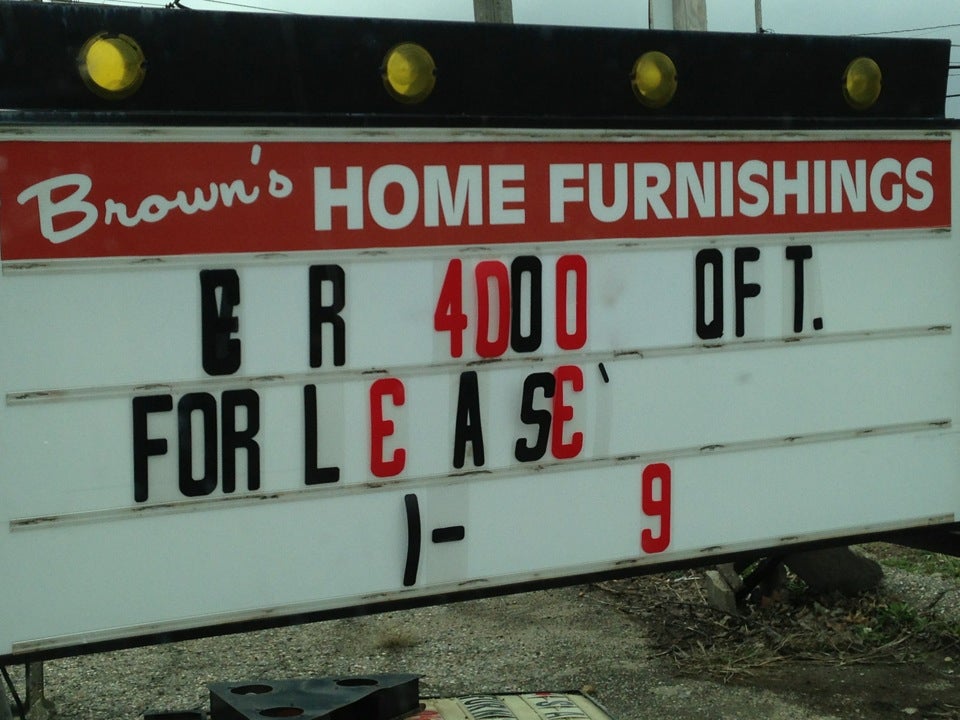 Brown's HOME FURNISHINGS
R 4000 OFT.
FOR LEASE
)- 9